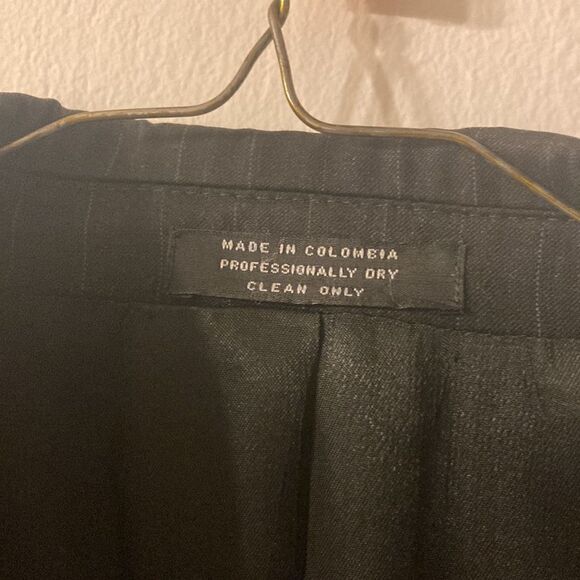 MADE IN COLOMBIA
PROFESSIONALLY DRY
CLEAN ONLY